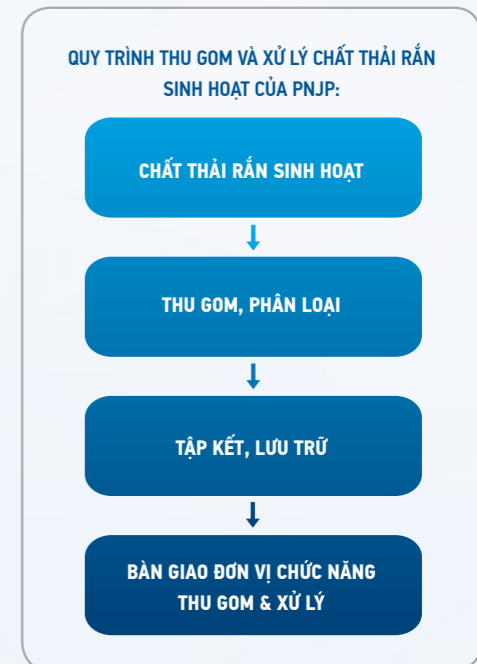 QUY TRÌNH THU GOM VÀ XỬ LÝ CHẤT THẢI RẮN
SINH HOẠT CỦA PNJP:
CHẤT THẢI RẮN SINH HOẠT
THU GOM, PHÂN LOẠI
TẬP KẾT, LƯU TRỮ
BÀN GIAO ĐƠN VỊ CHỨC NĂNG
THU GOM & XỬ LÝ